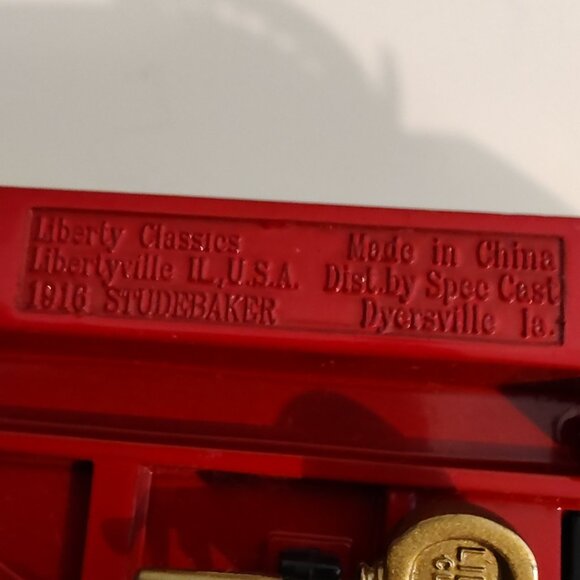 Liberty Classics
Libertyville IL., U.S.A.
1916 STUDEBAKER
Made in China
Dist. by Spec Cast
Dyersville Ia.